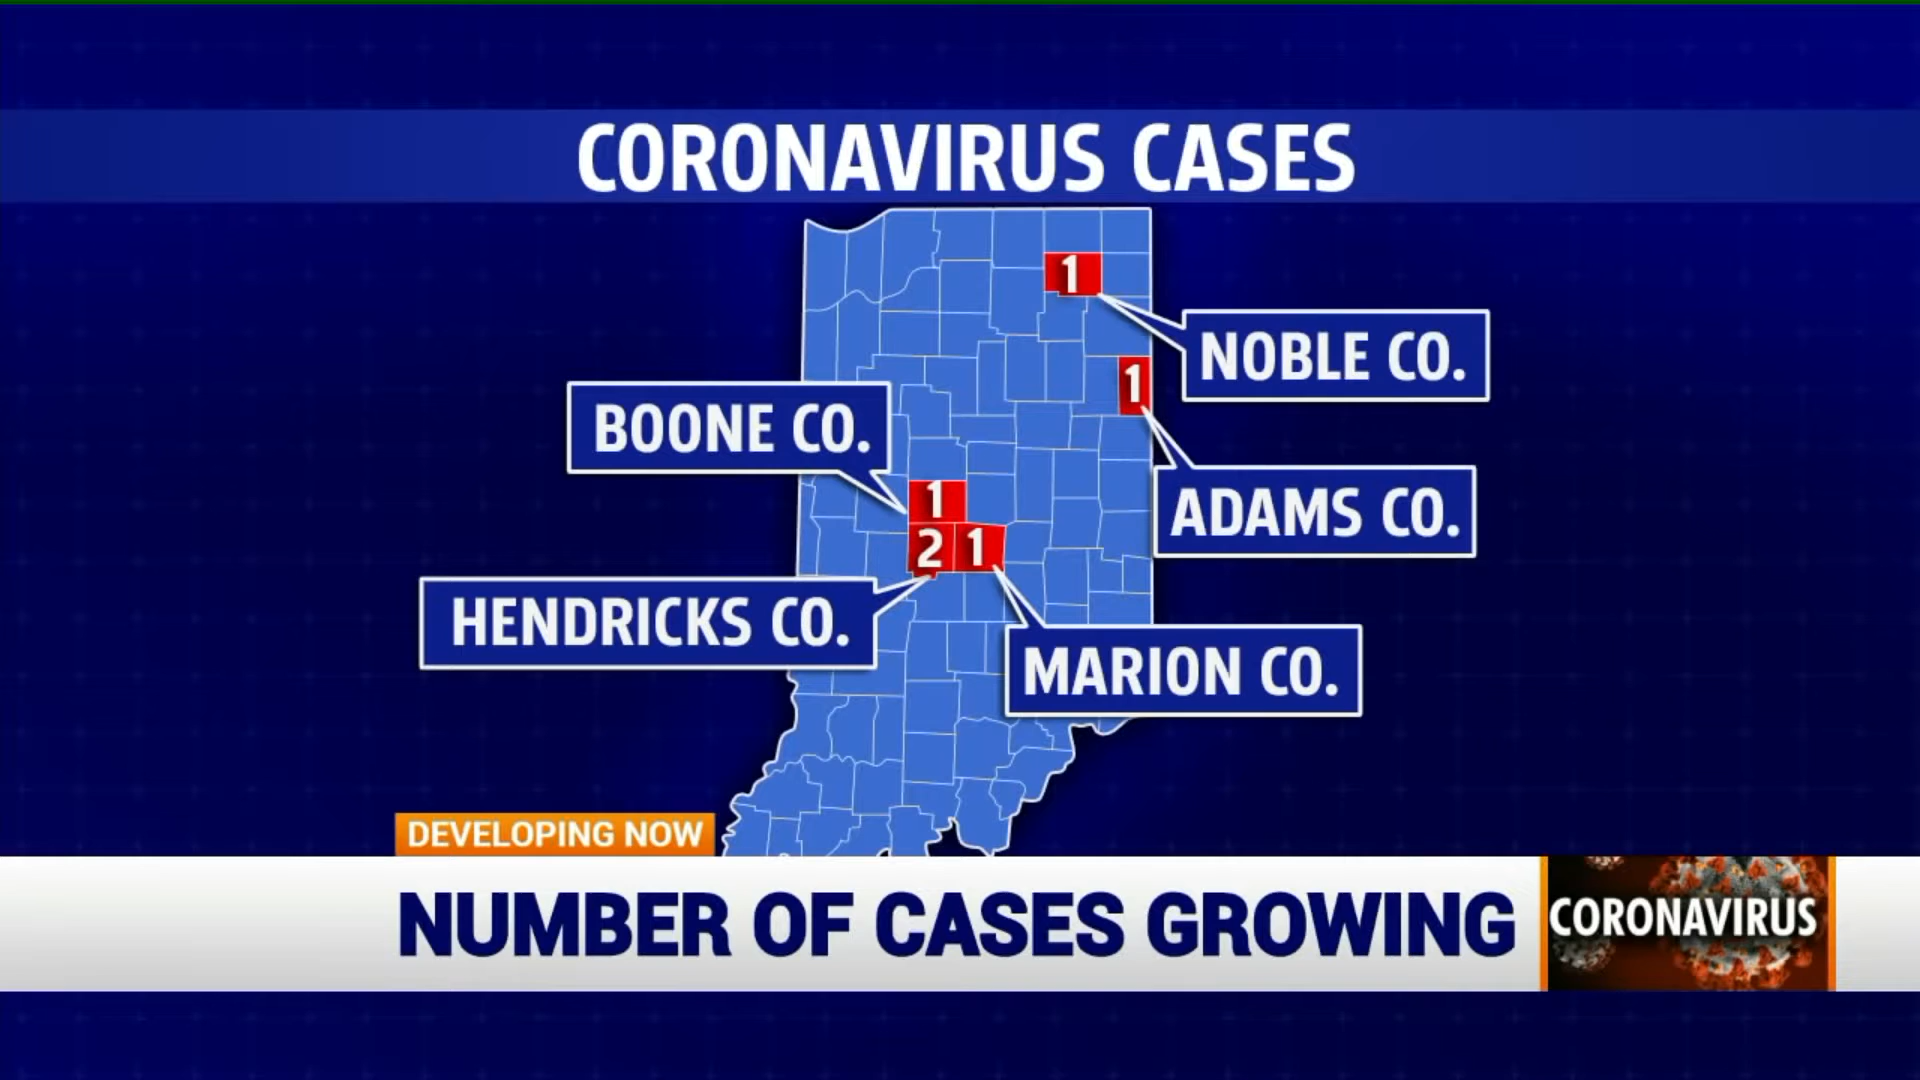 CORONAVIRUS CASES
1
NOBLE CO.
1
BOONE CO.
1
ADAMS CO.
2 1
HENDRICKS CO.
MARION CO.
DEVELOPING NOW
NUMBER OF CASES GROWING
CORONAVIRUS